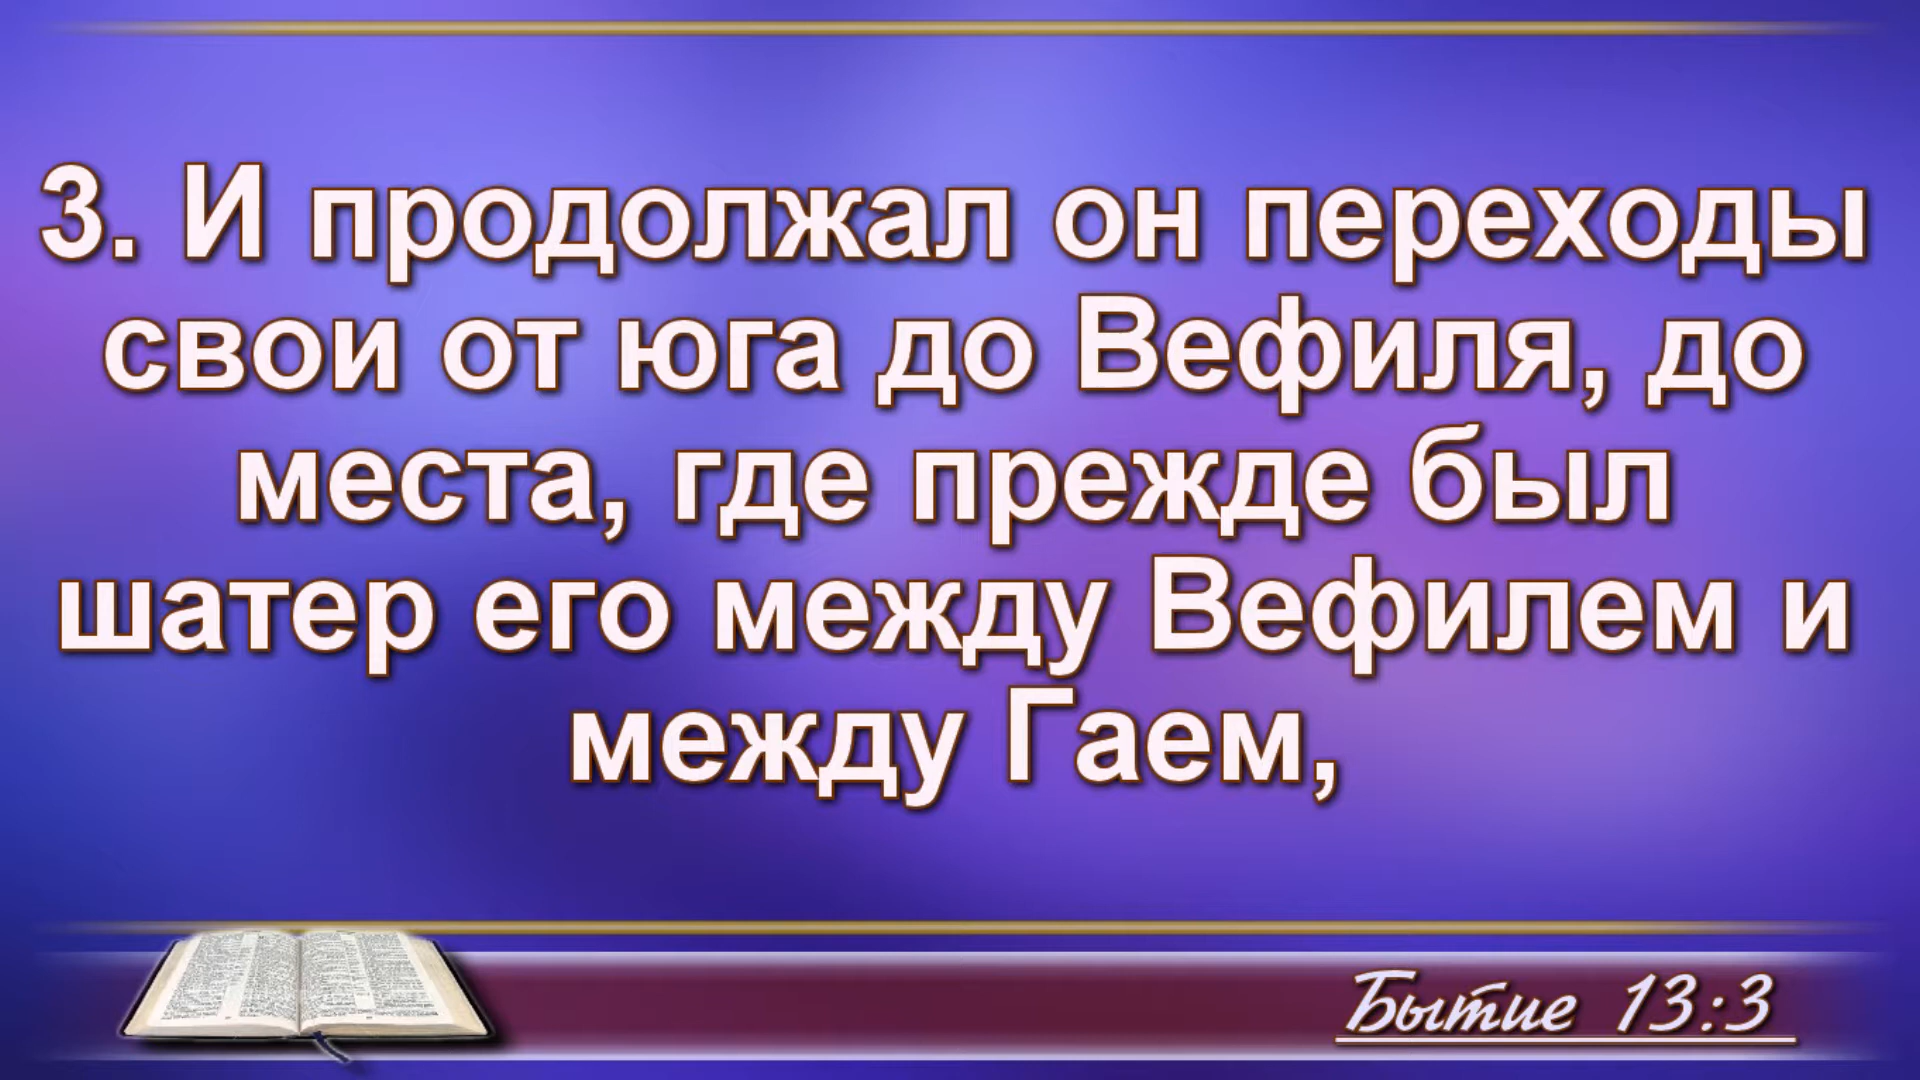 3. И продолжал он переходы
свои от юга до Вефиля, до
места, где прежде был
шатер его между Вефилем и
между Гаем,
Бытие 13:3